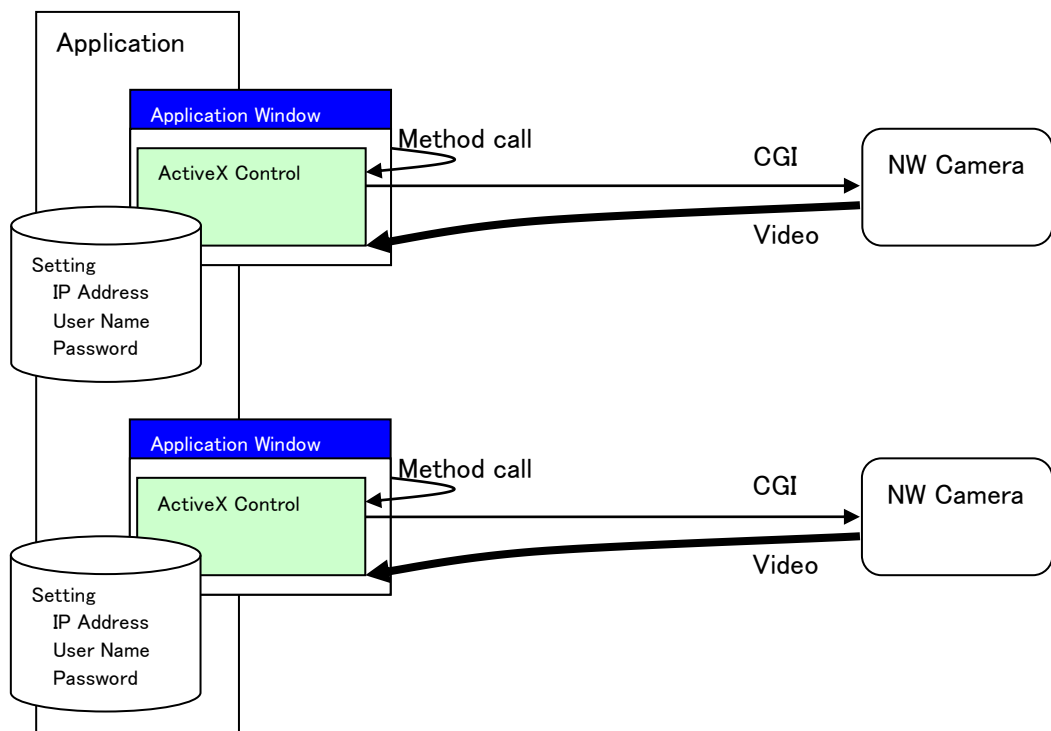 Application
Application Window
Method call
ActiveX Control
CGI
NW Camera
Video
Setting
IP Address
User Name
Password
Application Window
Method call
ActiveX Control
CGI
NW Camera
Video
Setting
IP Address
User Name
Password